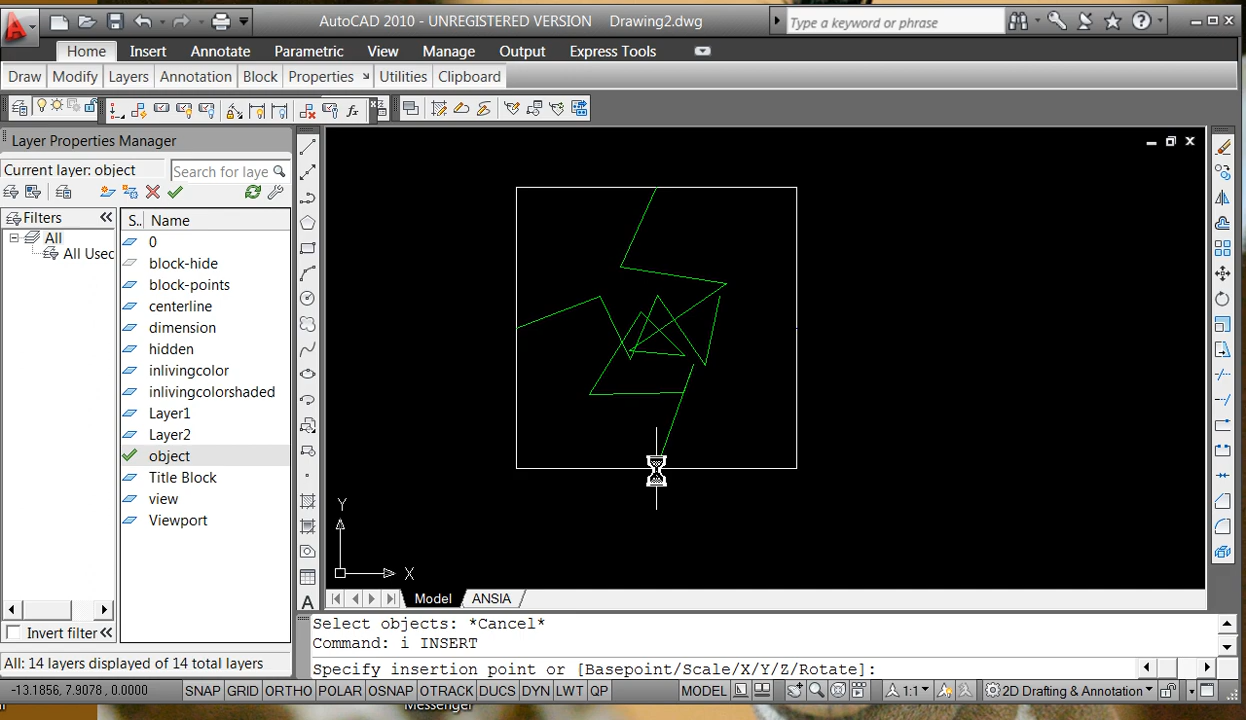 AutoCAD 2010 - UNREGISTERED VERSION Drawing2.dwg
Type a keyword or phrase
Home Insert Annotate Parametric View Manage Output Express Tools
Draw Modify Layers Annotation Block Properties Utilities Clipboard
Layer Properties Manager
Current layer: object
Search for laye
Filters
S.. Name
All
All Usec
0
block-hide
block-points
centerline
dimension
hidden
inlivingcolor
inlivingcolorshaded
Layer1
Layer2
object
Title Block
view
Viewport
Y
X
A
Model ANSIA
Invert filter
All: 14 layers displayed of 14 total layers
Select objects: *Cancel*
Command: i INSERT
Specify insertion point or [Basepoint/Scale/X/Y/Z/Rotate]:
-13.1856, 7.9078, 0.0000 SNAP GRID ORTHO POLAR OSNAP OTRACK DUCS DYN LWT QP MODEL 1:1 2D Drafting & Annotation
Messenger